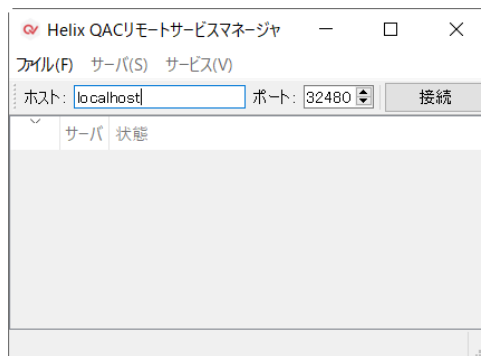 Helix QACリモートサービスマネージャ
ファイル(F) サーバ(S) サービス(V)
ホスト: localhost ポート: 32480 接続
サーバ 状態